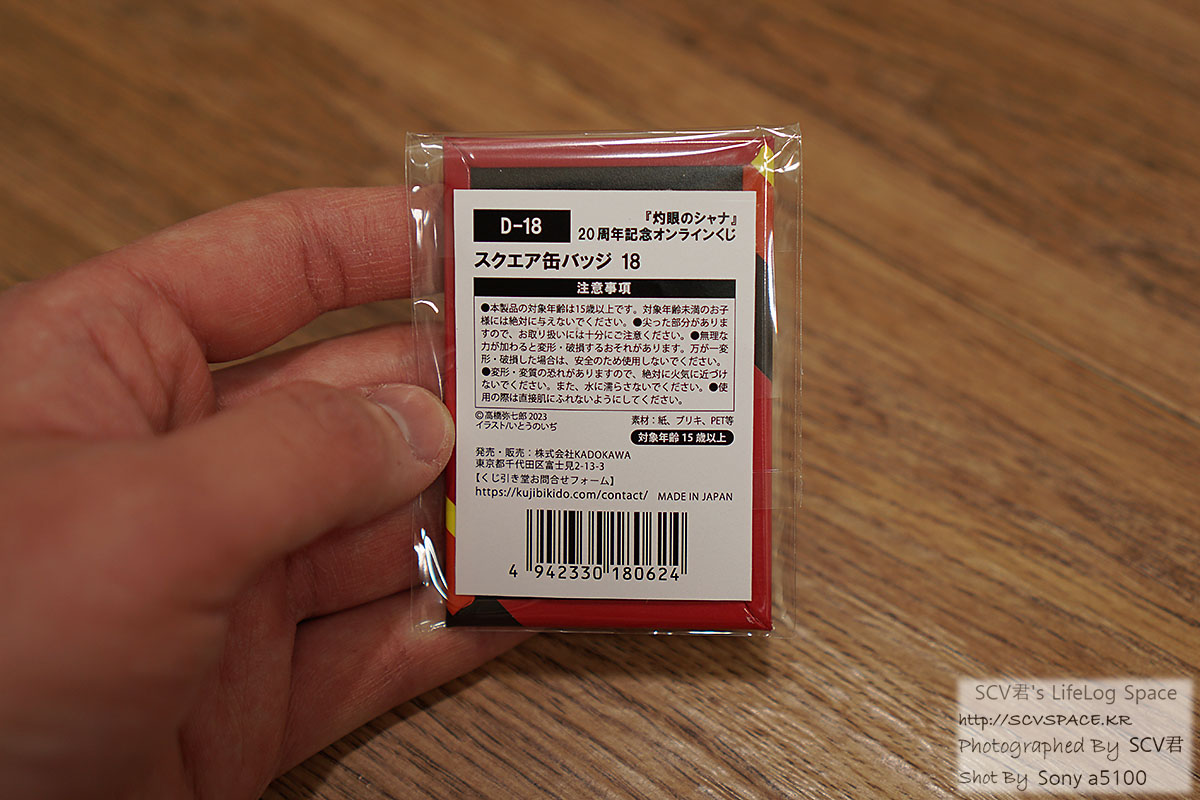 D-18
『灼眼のシャナ』
20周年記念オンラインくじ
スクエア缶バッジ 18
注意事項
●本製品の対象年齢は15歳以上です。対象年齢未満のお子
様には絶対に与えないでください。●尖った部分がありま
すので、お取り扱いには十分にご注意ください。●無理な
力が加わると変形・破損するおそれがあります。万が一変
形・破損した場合は、安全のため使用しないでください。
●変形・変質の恐れがありますので、絶対に火気に近づけ
ないでください。また、水に濡らさないでください。●使
用の際は直接肌にふれないようにしてください。
©高橋弥七郎 2023
イラスト/いとうのいぢ
素材：紙、ブリキ、PET等
対象年齢 15 歳以上
発売・販売：株式会社KADOKAWA
東京都千代田区富士見2-13-3
【くじ引き堂お問合せフォーム】
https://kujibikido.com/contact/ MADE IN JAPAN
4 942330 180624
SCV君's LifeLog Space
http://SCVSPACE.KR
Photographed By SCV君
Shot By Sony a5100